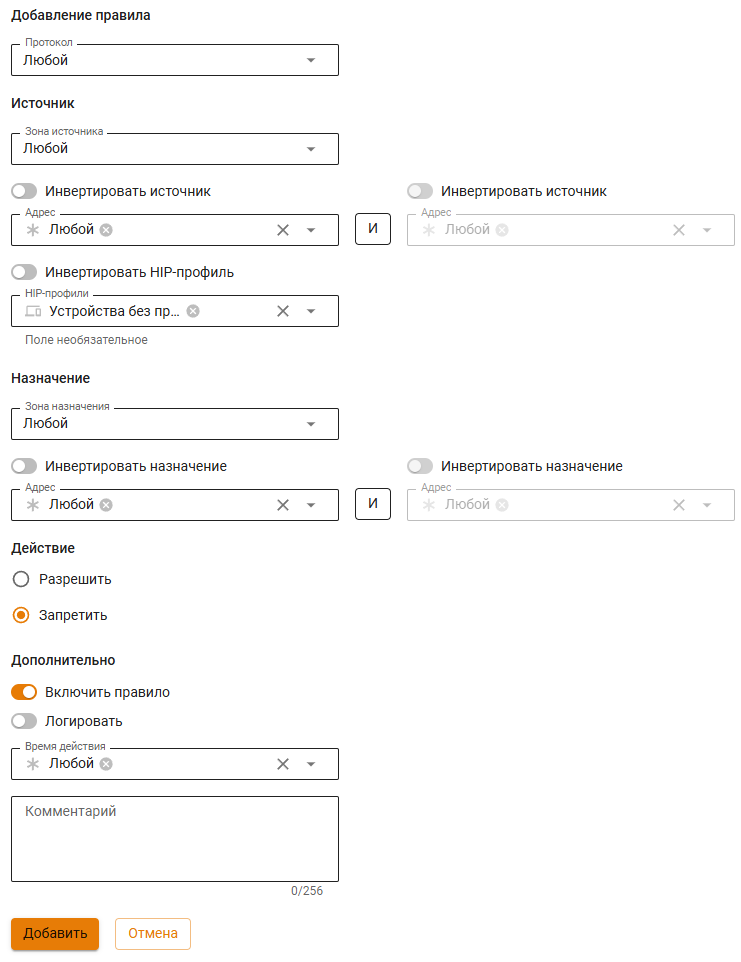 Добавление правила
Протокол
Любой
Источник
Зона источника
Любой
Инвертировать источник
Инвертировать источник
Адрес
Любой
И
Адрес
Любой
Инвертировать HIP-профиль
HIP-профили
Устройства без пр...
Поле необязательное
Назначение
Зона назначения
Любой
Инвертировать назначение
Инвертировать назначение
Адрес
Любой
И
Адрес
Любой
Действие
Разрешить
Запретить
Дополнительно
Включить правило
Логировать
Время действия
Любой
Комментарий
0/256
Добавить
Отмена